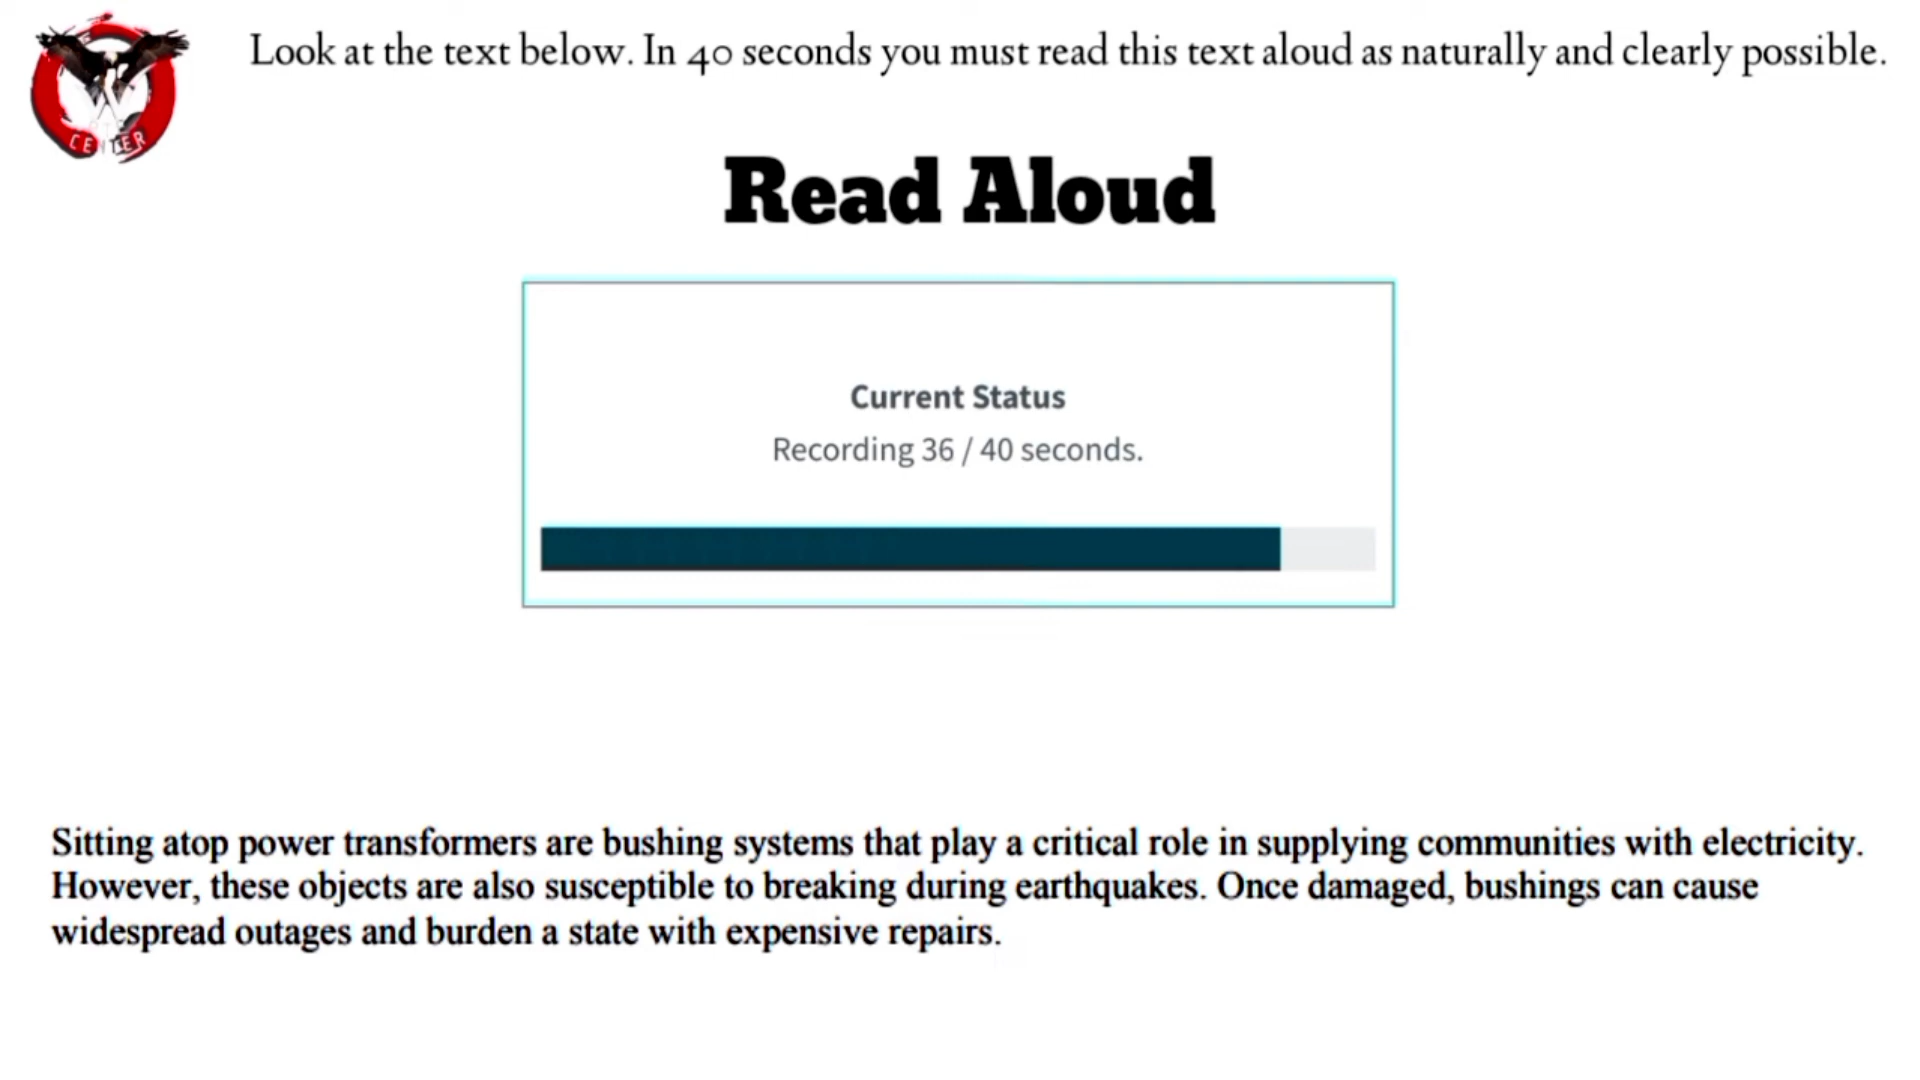 Look at the text below. In 40 seconds you must read this text aloud as naturally and clearly possible.
CENTER
Read Aloud
Current Status
Recording 36 / 40 seconds.
Sitting atop power transformers are bushing systems that play a critical role in supplying communities with electricity.
However, these objects are also susceptible to breaking during earthquakes. Once damaged, bushings can cause
widespread outages and burden a state with expensive repairs.